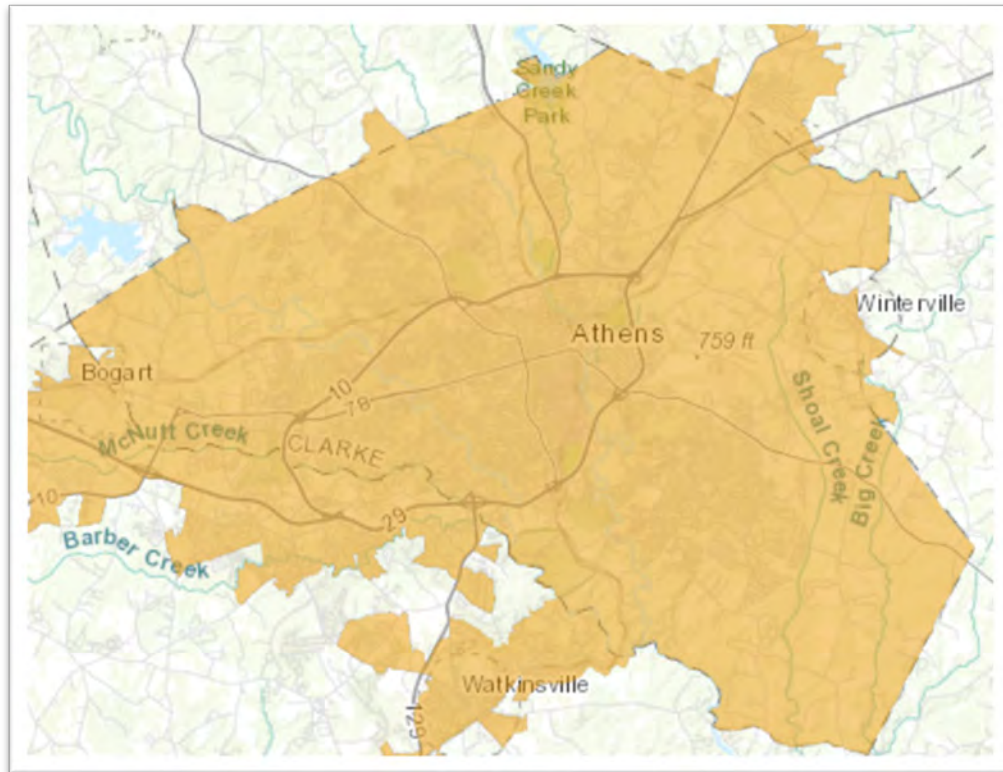 Sandy
Creek
Park
Winterville
Athens
759 ft
Bogart
10
78
McNutt Creek
CLARKE
Shoal Creek
Big Creek
10
29
Barber Creek
Watkinsville
129